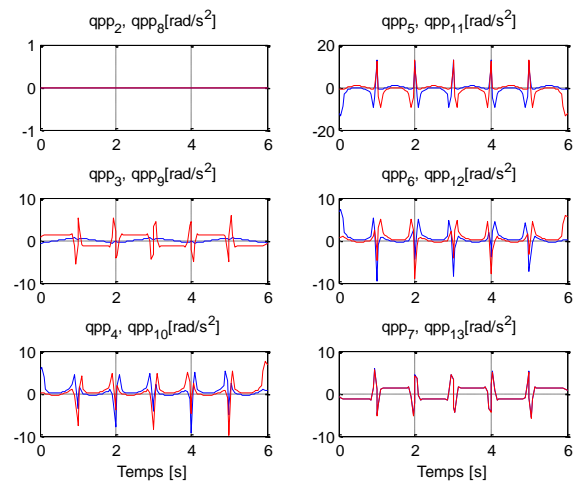 qpp2, qpp8[rad/s2]
1
0
-1
0 2 4 6
qpp5, qpp11[rad/s2]
20
0
-20
0 2 4 6
qpp3, qpp9[rad/s2]
10
0
-10
0 2 4 6
qpp6, qpp12[rad/s2]
10
0
-10
0 2 4 6
qpp4, qpp10[rad/s2]
10
0
-10
0 2 4 6
Temps [s]
qpp7, qpp13[rad/s2]
10
0
-10
0 2 4 6
Temps [s]